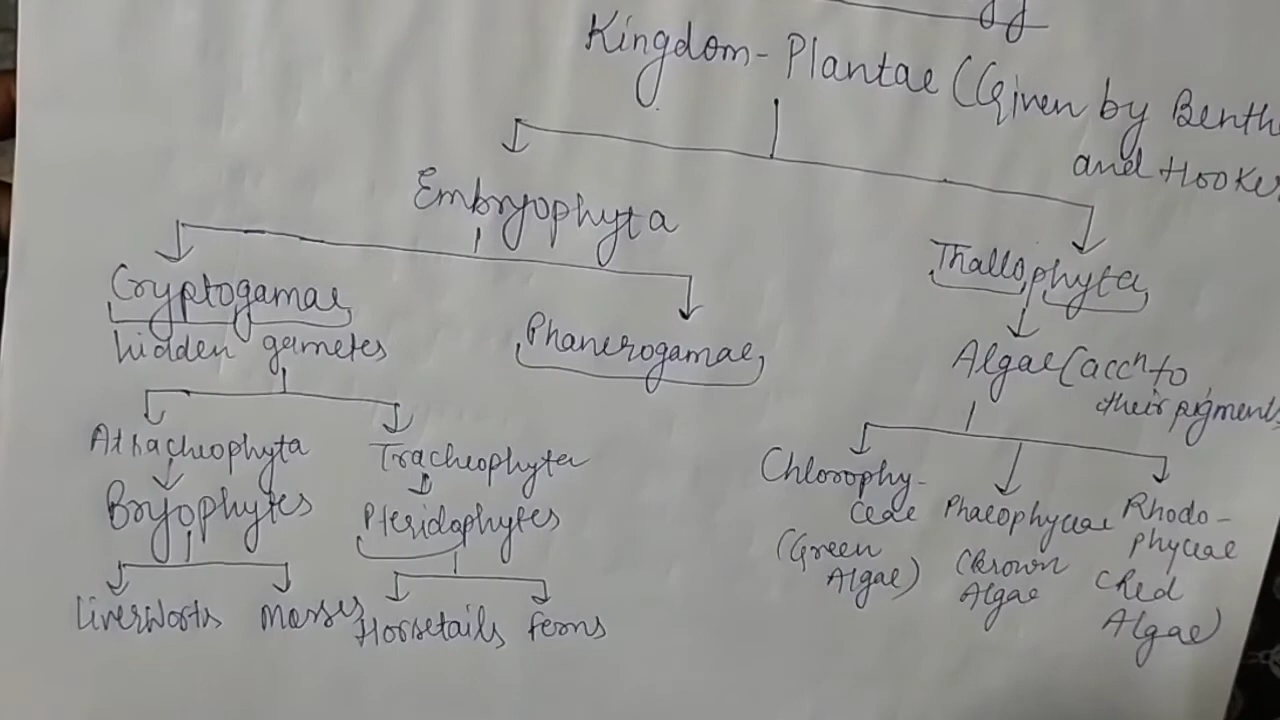 Kingdom - Plantae (Given by Benth
and Hooker
Embryophyta
Thallophyta
Cryptogamae
hidden gametes
Phanerogamae
Algae (accⁿ to
their pigments
Atracheophyta
Tracheophyta
Bryophytes
Pteridophytes
Chlorophy-
ceae
(Green
Algae)
Phaeophyceae
(Brown
Algae
Rhodo-
phyceae
(Red
Algae)
Liverworts
Mosses
Horsetails
ferns